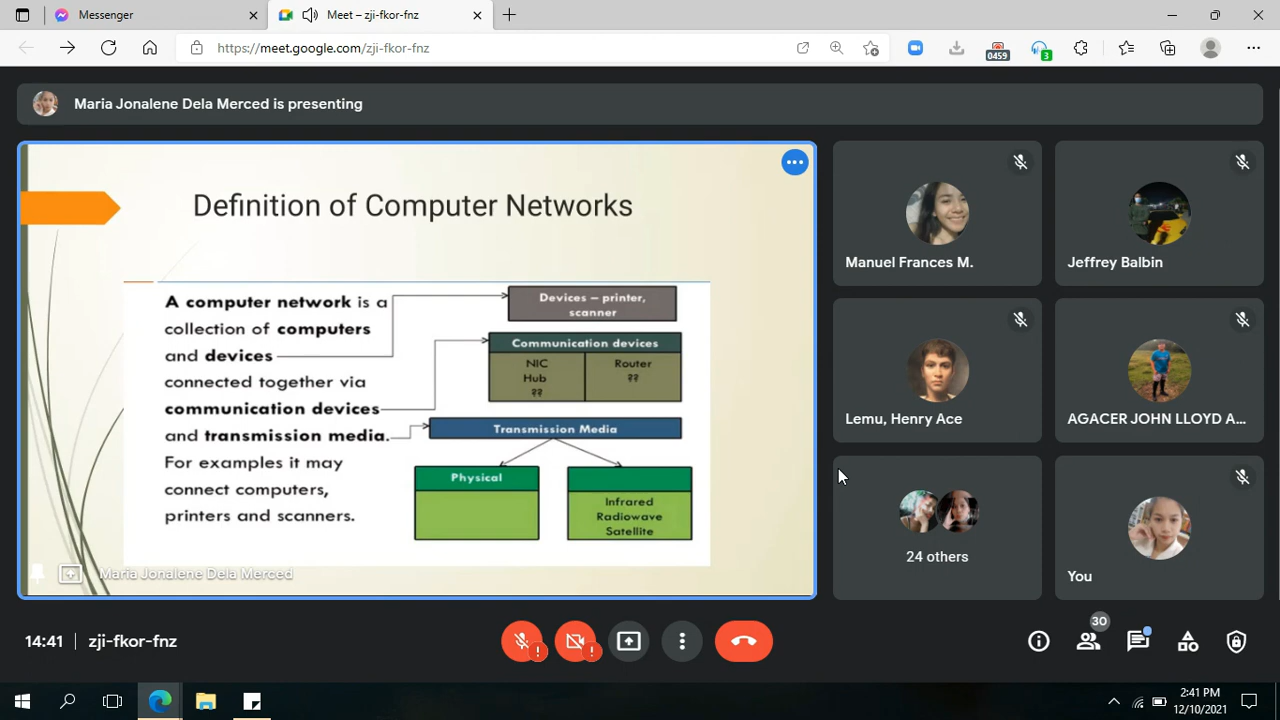 Messenger
Meet – zji-fkor-fnz
https://meet.google.com/zji-fkor-fnz
0459
3
Maria Jonalene Dela Merced is presenting
Definition of Computer Networks
A computer network is a
collection of computers
and devices
connected together via
communication devices
and transmission media.
For examples it may
connect computers,
printers and scanners.
Devices – printer,
scanner
Communication devices
NIC
Hub
??
Router
??
Transmission Media
Physical
Infrared
Radiowave
Satellite
Maria Jonalene Dela Merced
Manuel Frances M.
Jeffrey Balbin
Lemu, Henry Ace
AGACER JOHN LLOYD A...
24 others
You
14:41
zji-fkor-fnz
30
2:41 PM
12/10/2021